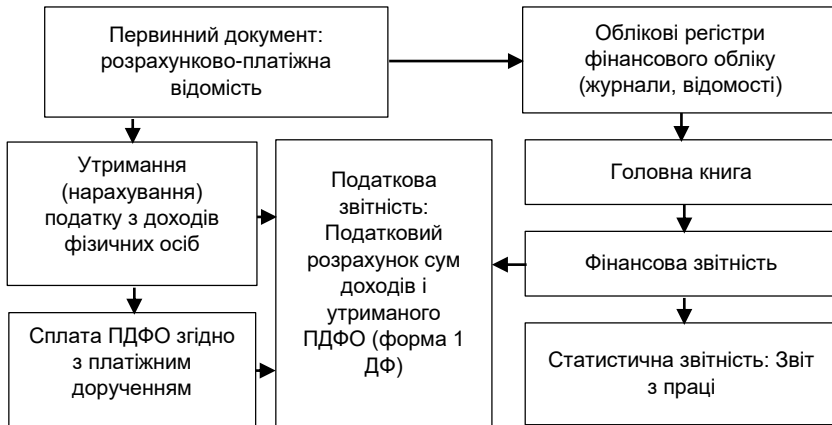 Первинний документ:
розрахунково-платіжна
відомість
Облікові регістри
фінансового обліку
(журнали, відомості)
Утримання
(нарахування)
податку з доходів
фізичних осіб
Податкова
звітність:
Податковий
розрахунок сум
доходів і
утриманого
ПДФО (форма 1
ДФ)
Головна книга
Фінансова звітність
Сплата ПДФО згідно
з платіжним
дорученням
Статистична звітність: Звіт
з праці